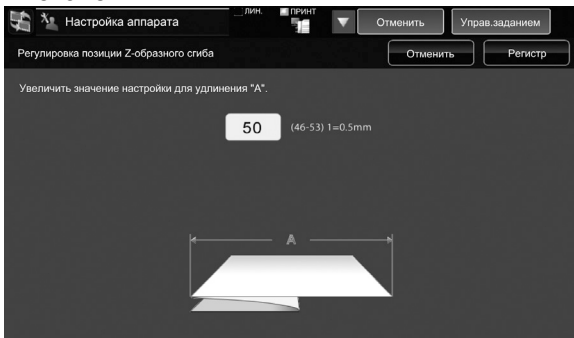 Настройка аппарата
ЛИН.
ПРИНТ
Отменить
Управ.заданием
Регулировка позиции Z-образного сгиба
Отменить
Регистр
Увеличить значение настройки для удлинения "А".
50 (46-53) 1=0.5mm
A